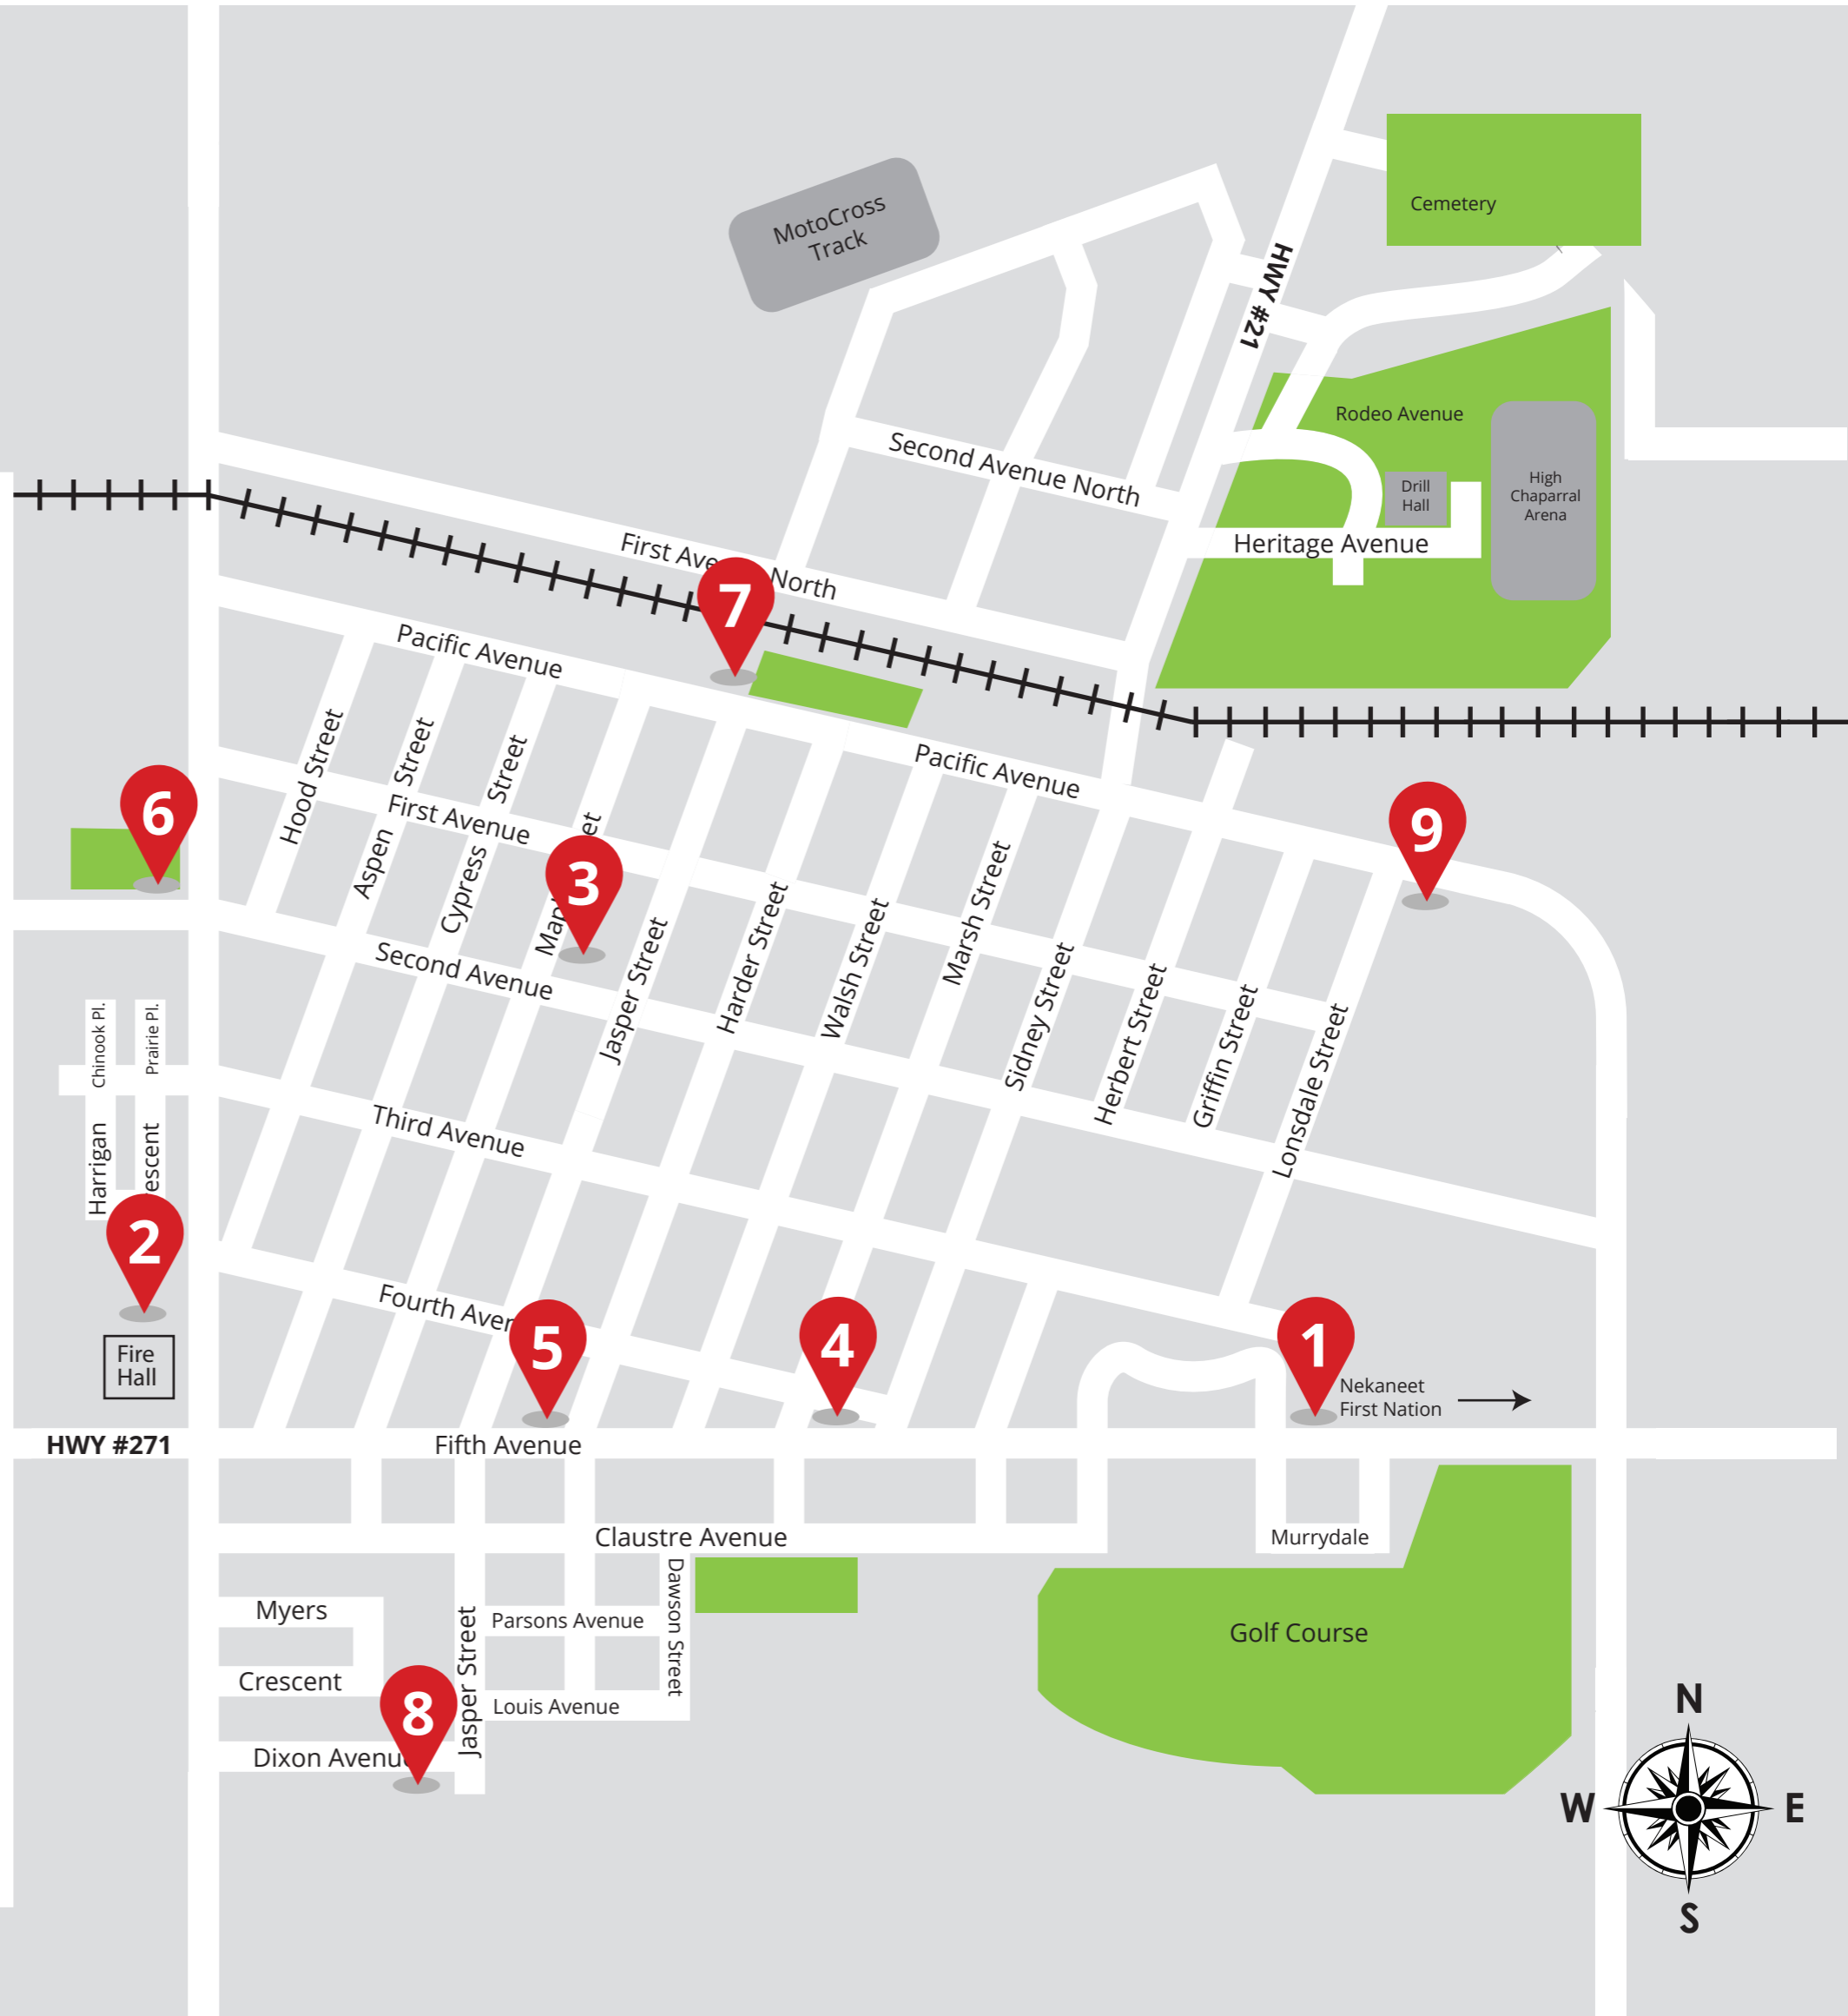 MotoCross
Track
Cemetery
HWY #21
Rodeo Avenue
Second Avenue North
High
Chaparral
Arena
Drill
Hall
Heritage Avenue
First Ave
North
7
Pacific Avenue
Pacific Avenue
Hood Street
Aspen Street
Cypress Street
First Avenue
6
3
9
Jasper Street
Harder Street
Walsh Street
Marsh Street
Sidney Street
Herbert Street
Griffin Street
Lonsdale Street
Second Avenue
Chinook Pl.
Prairie Pl.
Third Avenue
Harrigan
escent
2
Fourth Aven
5
4
1
Fire
Hall
Nekaneet
First Nation
HWY #271
Fifth Avenue
Claustre Avenue
Murrydale
Dawson Street
Myers
Parsons Avenue
Golf Course
Crescent
Jasper Street
Louis Avenue
8
Dixon Avenue
N
W
E
S